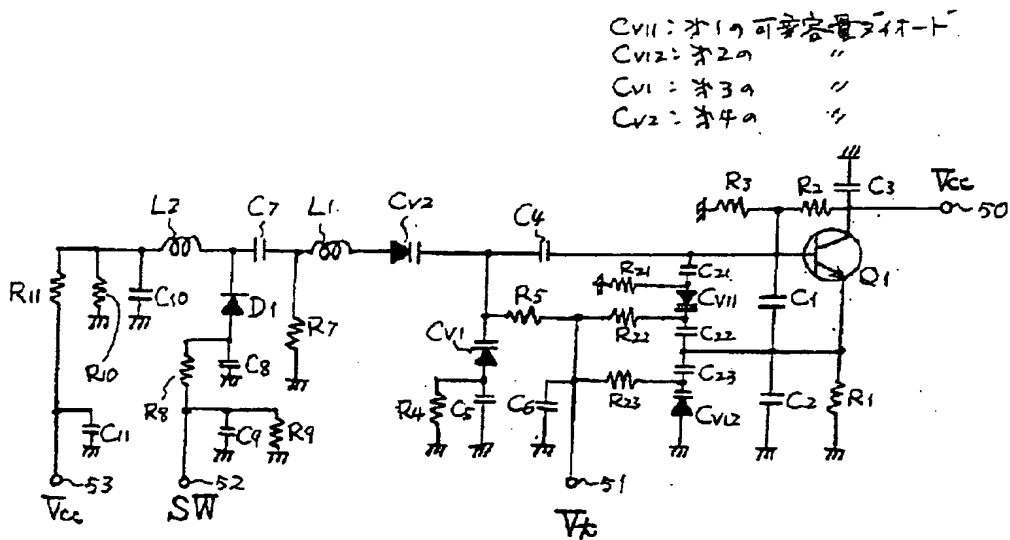 CV11：第1の可変容量ダイオード
CV12：第2の 〃
CV1：第3の 〃
CV2：第4の 〃
R3
R2
C3
Vcc
50
L2
C7
L1
CV2
C4
Q1
R11
C10
D1
R7
R21
C21
CV11
C1
R5
R22
C22
CV1
R10
R8
C8
C23
R4
C5
C6
R23
CV12
C2
R1
C11
C9
R9
53
52
51
Vcc
SW
Vt